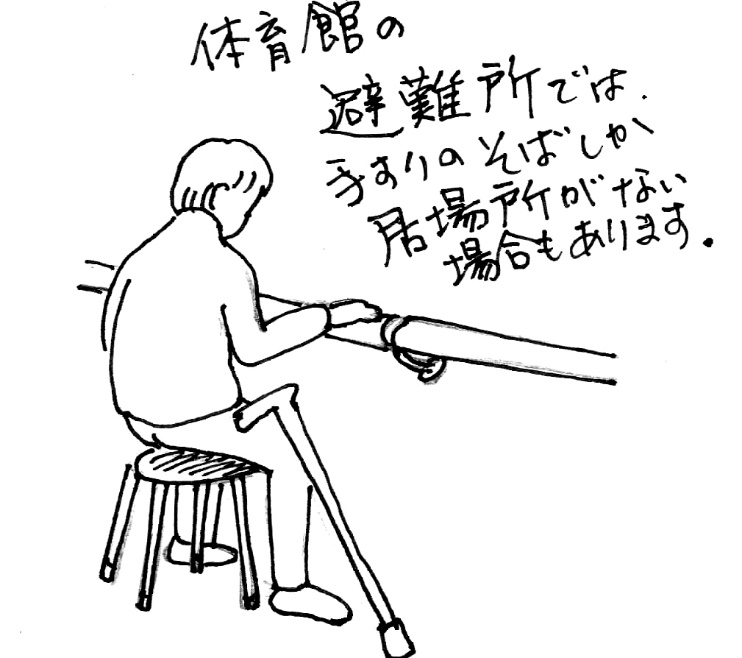 体育館の
避難所では、
手すりのそばしか
居場所がない
場合もあります。